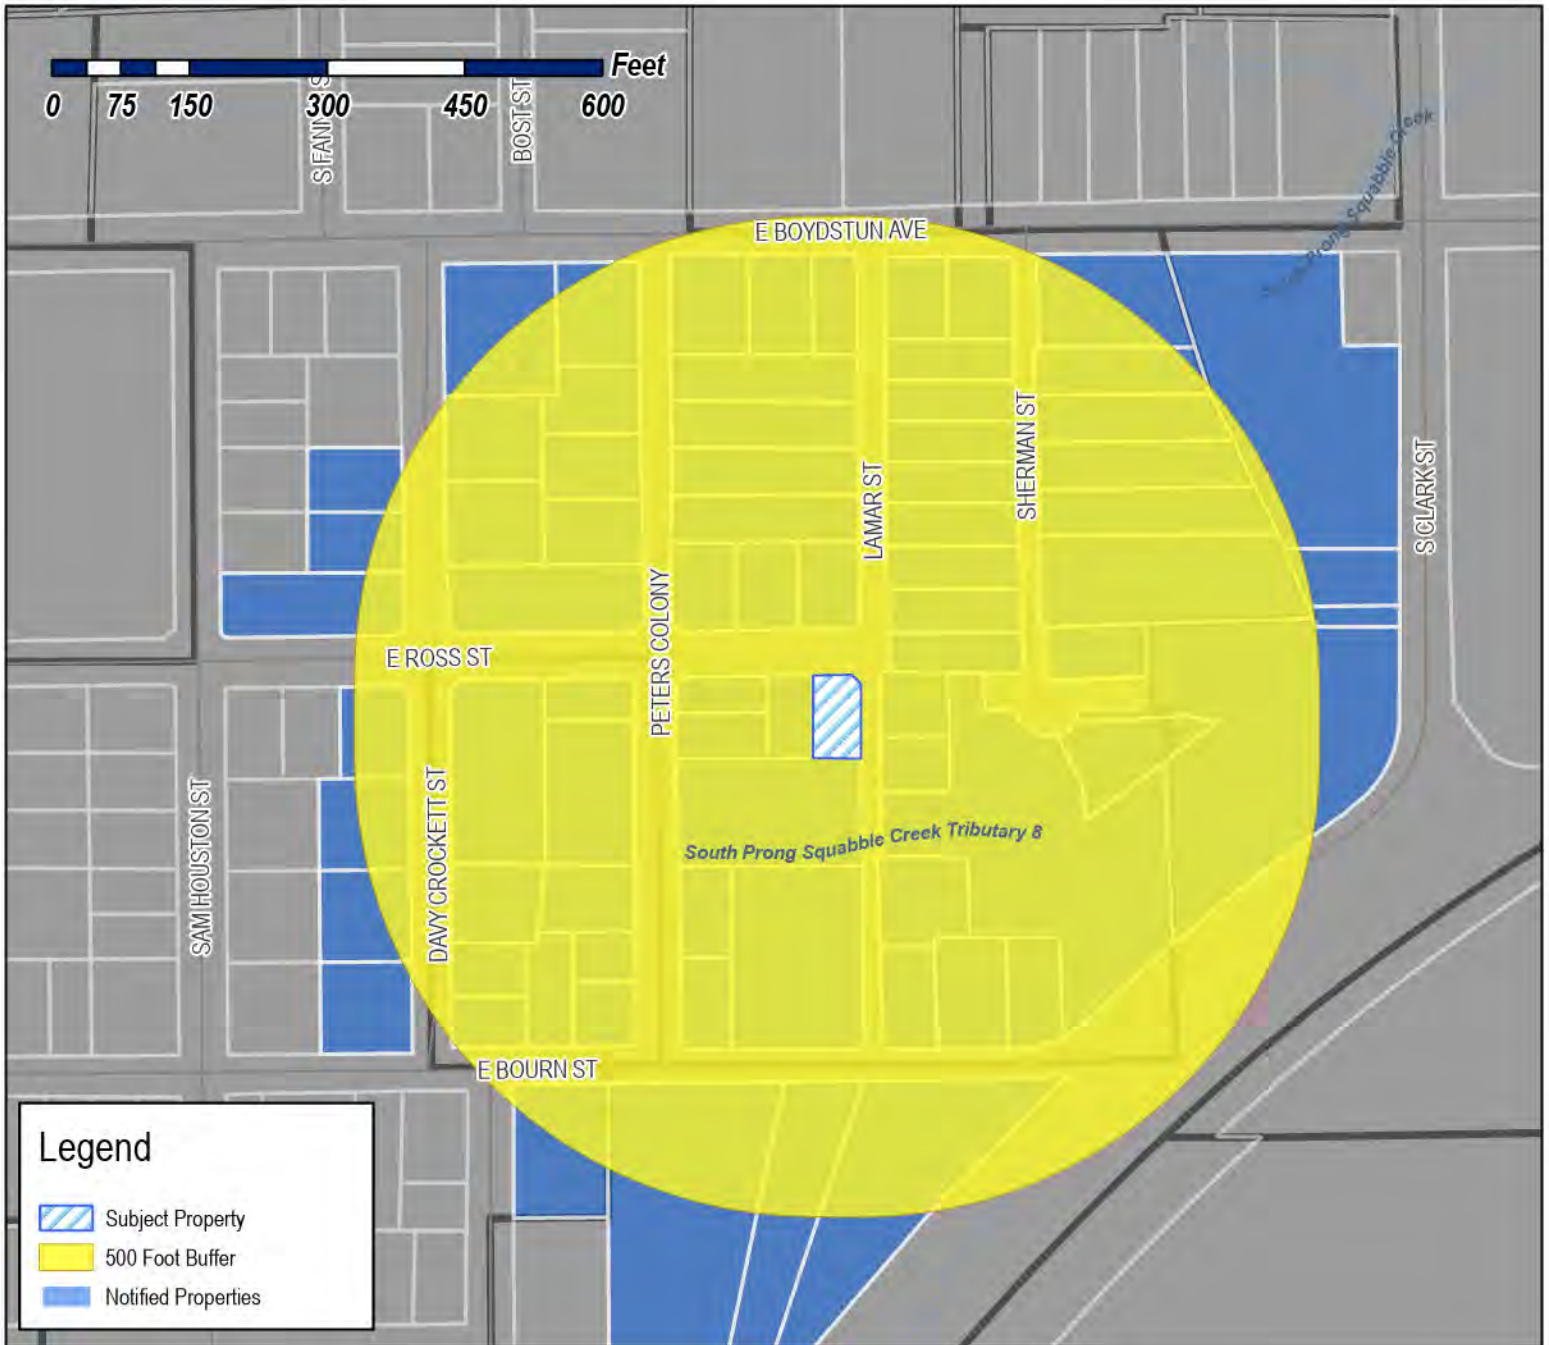 Feet
0 75 150 300 450 600
BOST ST
E BOYDSTUN AVE
LAMAR ST
SHERMAN ST
S CLARK ST
PETERS COLONY
E ROSS ST
SAM HOUSTON ST
DAVY CROCKETT ST
South Prong Squabble Creek Tributary 8
South Prong Squabble Creek
E BOURN ST
Legend
Subject Property
500 Foot Buffer
Notified Properties